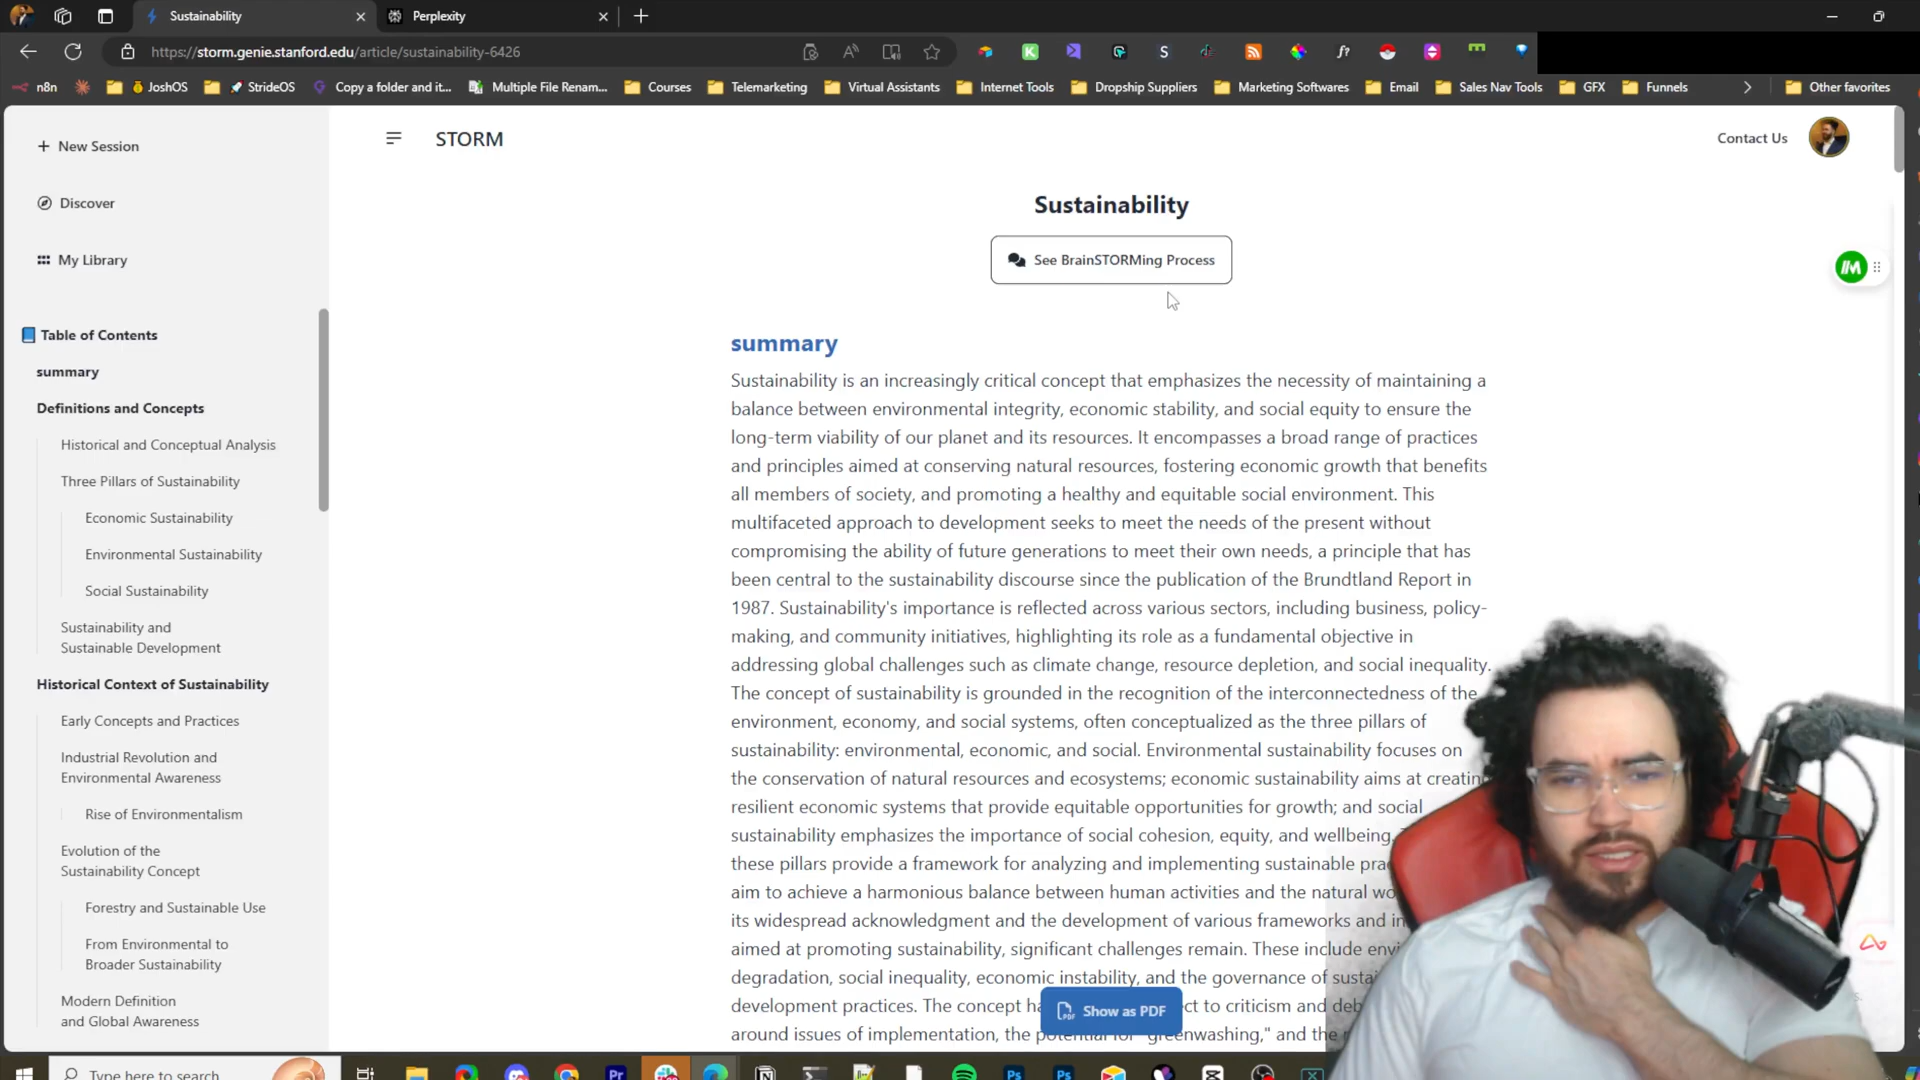 Sustainability
Perplexity
https://storm.genie.stanford.edu/article/sustainability-6426
n8n
JoshOS
StrideOS
Copy a folder and it...
Multiple File Renam...
Courses
Telemarketing
Virtual Assistants
Internet Tools
Dropship Suppliers
Marketing Softwares
Email
Sales Nav Tools
GFX
Funnels
Other favorites
New Session
Discover
My Library
Table of Contents
summary
Definitions and Concepts
Historical and Conceptual Analysis
Three Pillars of Sustainability
Economic Sustainability
Environmental Sustainability
Social Sustainability
Sustainability and
Sustainable Development
Historical Context of Sustainability
Early Concepts and Practices
Industrial Revolution and
Environmental Awareness
Rise of Environmentalism
Evolution of the
Sustainability Concept
Forestry and Sustainable Use
From Environmental to
Broader Sustainability
Modern Definition
and Global Awareness
STORM
Contact Us
Sustainability
See BrainSTORMing Process
summary
Sustainability is an increasingly critical concept that emphasizes the necessity of maintaining a
balance between environmental integrity, economic stability, and social equity to ensure the
long-term viability of our planet and its resources. It encompasses a broad range of practices
and principles aimed at conserving natural resources, fostering economic growth that benefits
all members of society, and promoting a healthy and equitable social environment. This
multifaceted approach to development seeks to meet the needs of the present without
compromising the ability of future generations to meet their own needs, a principle that has
been central to the sustainability discourse since the publication of the Brundtland Report in
1987. Sustainability's importance is reflected across various sectors, including business, policy-
making, and community initiatives, highlighting its role as a fundamental objective in
addressing global challenges such as climate change, resource depletion, and social inequality.
The concept of sustainability is grounded in the recognition of the interconnectedness of the
environment, economy, and social systems, often conceptualized as the three pillars of
sustainability: environmental, economic, and social. Environmental sustainability focuses on
the conservation of natural resources and ecosystems; economic sustainability aims at creating
resilient economic systems that provide equitable opportunities for growth; and social
sustainability emphasizes the importance of social cohesion, equity, and wellbeing.
these pillars provide a framework for analyzing and implementing sustainable
aim to achieve a harmonious balance between human activities and the natural
its widespread acknowledgment and the development of various frameworks and
aimed at promoting sustainability, significant challenges remain. These include
degradation, social inequality, economic instability, and the governance of
development practices. The concept to criticism and
around issues of implementation, the greenwashing," and the
Show as PDF
Type here to search